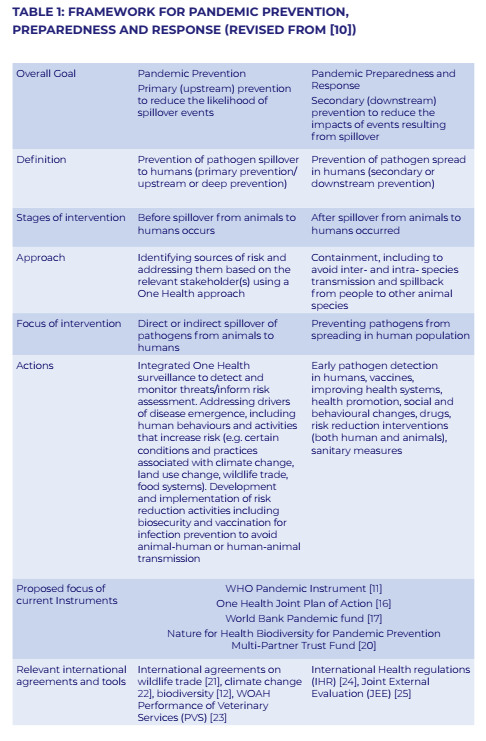 TABLE 1: FRAMEWORK FOR PANDEMIC PREVENTION,
PREPAREDNESS AND RESPONSE (REVISED FROM [10])
Overall Goal
Pandemic Prevention
Primary (upstream) prevention
to reduce the likelihood of
spillover events
Pandemic Preparedness and
Response
Secondary (downstream)
prevention to reduce the
impacts of events resulting
from spillover
Definition
Prevention of pathogen spillover
to humans (primary prevention/
upstream or deep prevention)
Prevention of pathogen spread
in humans (secondary or
downstream prevention)
Stages of intervention
Before spillover from animals to
humans occurs
After spillover from animals to
humans occurred
Approach
Identifying sources of risk and
addressing them based on the
relevant stakeholder(s) using a
One Health approach
Containment, including to
avoid inter- and intra- species
transmission and spillback
from people to other animal
species
Focus of intervention
Direct or indirect spillover of
pathogens from animals to
humans
Preventing pathogens from
spreading in human population
Actions
Integrated One Health
surveillance to detect and
monitor threats/inform risk
assessment. Addressing drivers
of disease emergence, including
human behaviours and activities
that increase risk (e.g. certain
conditions and practices
associated with climate change,
land use change, wildlife trade,
food systems). Development
and implementation of risk
reduction activities including
biosecurity and vaccination for
infection prevention to avoid
animal-human or human-animal
transmission
Early pathogen detection
in humans, vaccines,
improving health systems,
health promotion, social and
behavioural changes, drugs,
risk reduction interventions
(both human and animals),
sanitary measures
Proposed focus of
current Instruments
WHO Pandemic Instrument [11]
One Health Joint Plan of Action [16]
World Bank Pandemic fund [17]
Nature for Health Biodiversity for Pandemic Prevention
Multi-Partner Trust Fund [20]
Relevant international
agreements and tools
International agreements on
wildlife trade [21], climate change
22], biodiversity [12], WOAH
Performance of Veterinary
Services (PVS) [23]
International Health regulations
(IHR) [24], Joint External
Evaluation (JEE) [25]